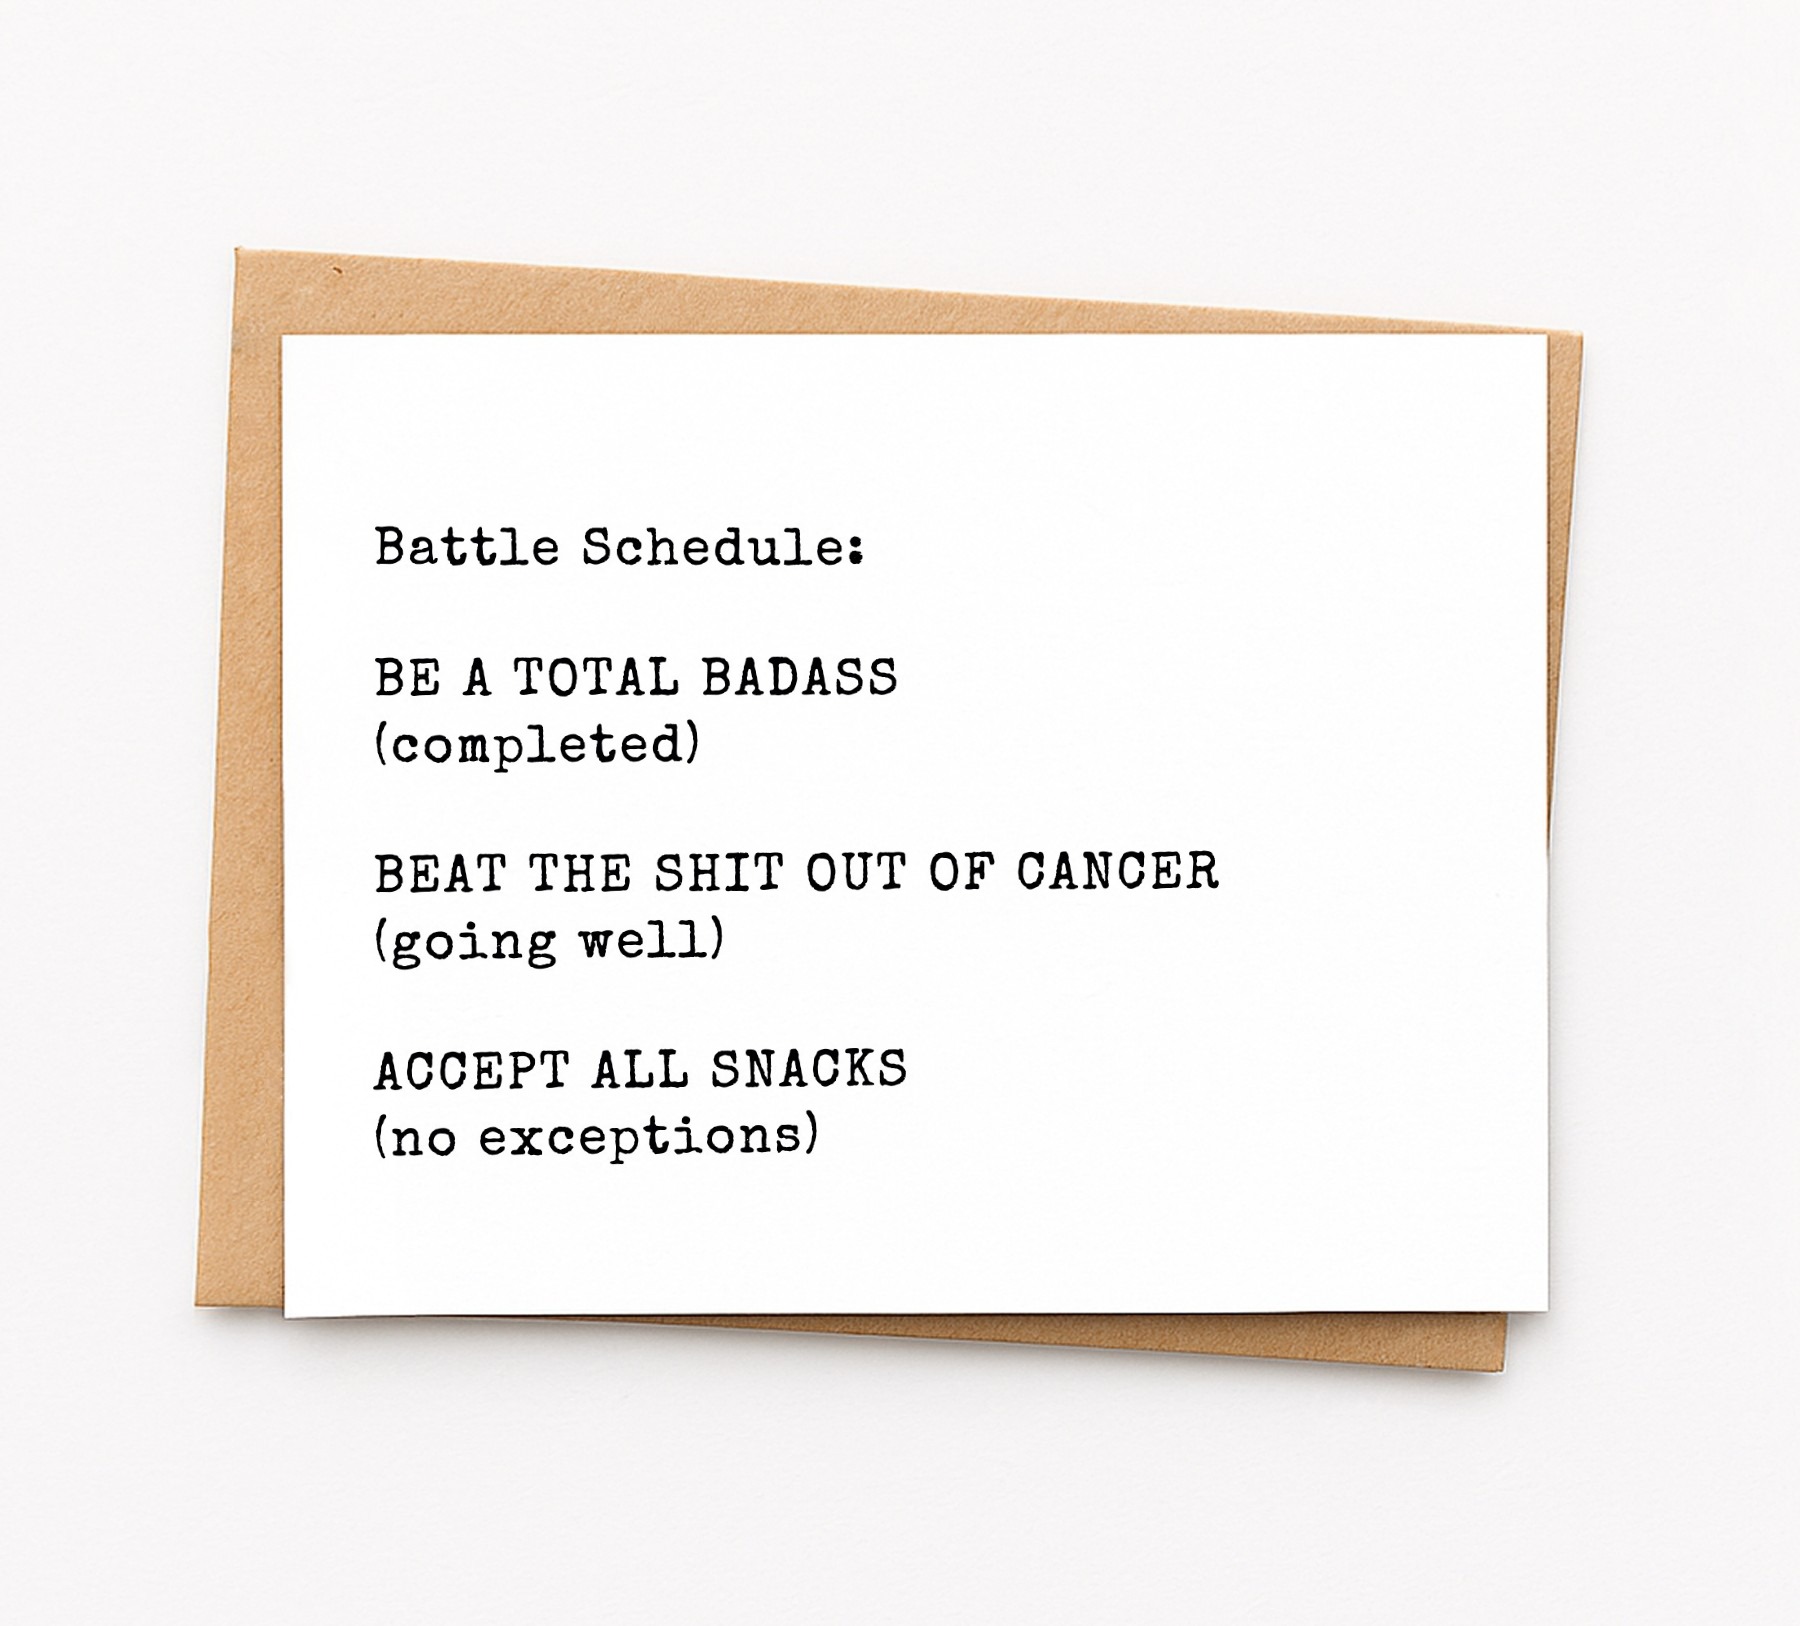 Battle Schedule:
BE A TOTAL BADASS
(completed)
BEAT THE SHIT OUT OF CANCER
(going well)
ACCEPT ALL SNACKS
(no exceptions)